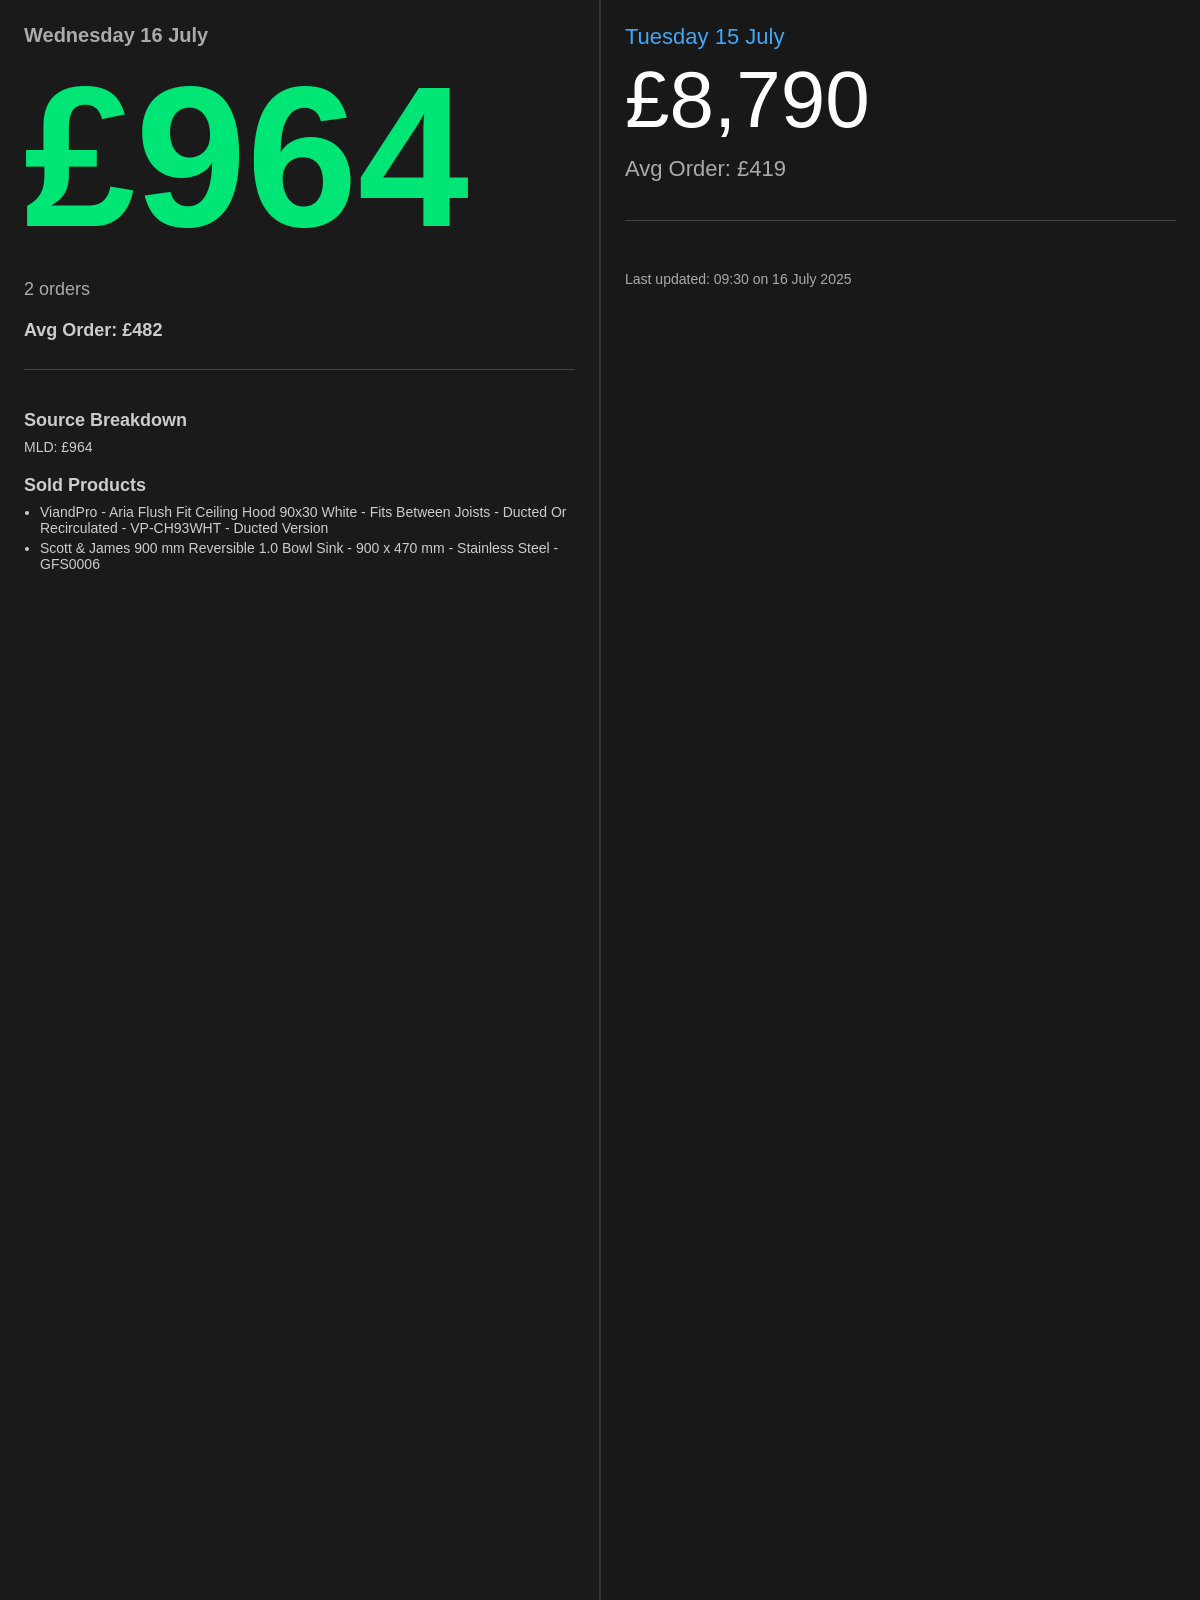 Wednesday 16 July
£964
2 orders
Avg Order: £482
Source Breakdown
MLD: £964
Sold Products
• ViandPro - Aria Flush Fit Ceiling Hood 90x30 White - Fits Between Joists - Ducted Or
Recirculated - VP-CH93WHT - Ducted Version
• Scott & James 900 mm Reversible 1.0 Bowl Sink - 900 x 470 mm - Stainless Steel -
GFS0006
Tuesday 15 July
£8,790
Avg Order: £419
Last updated: 09:30 on 16 July 2025